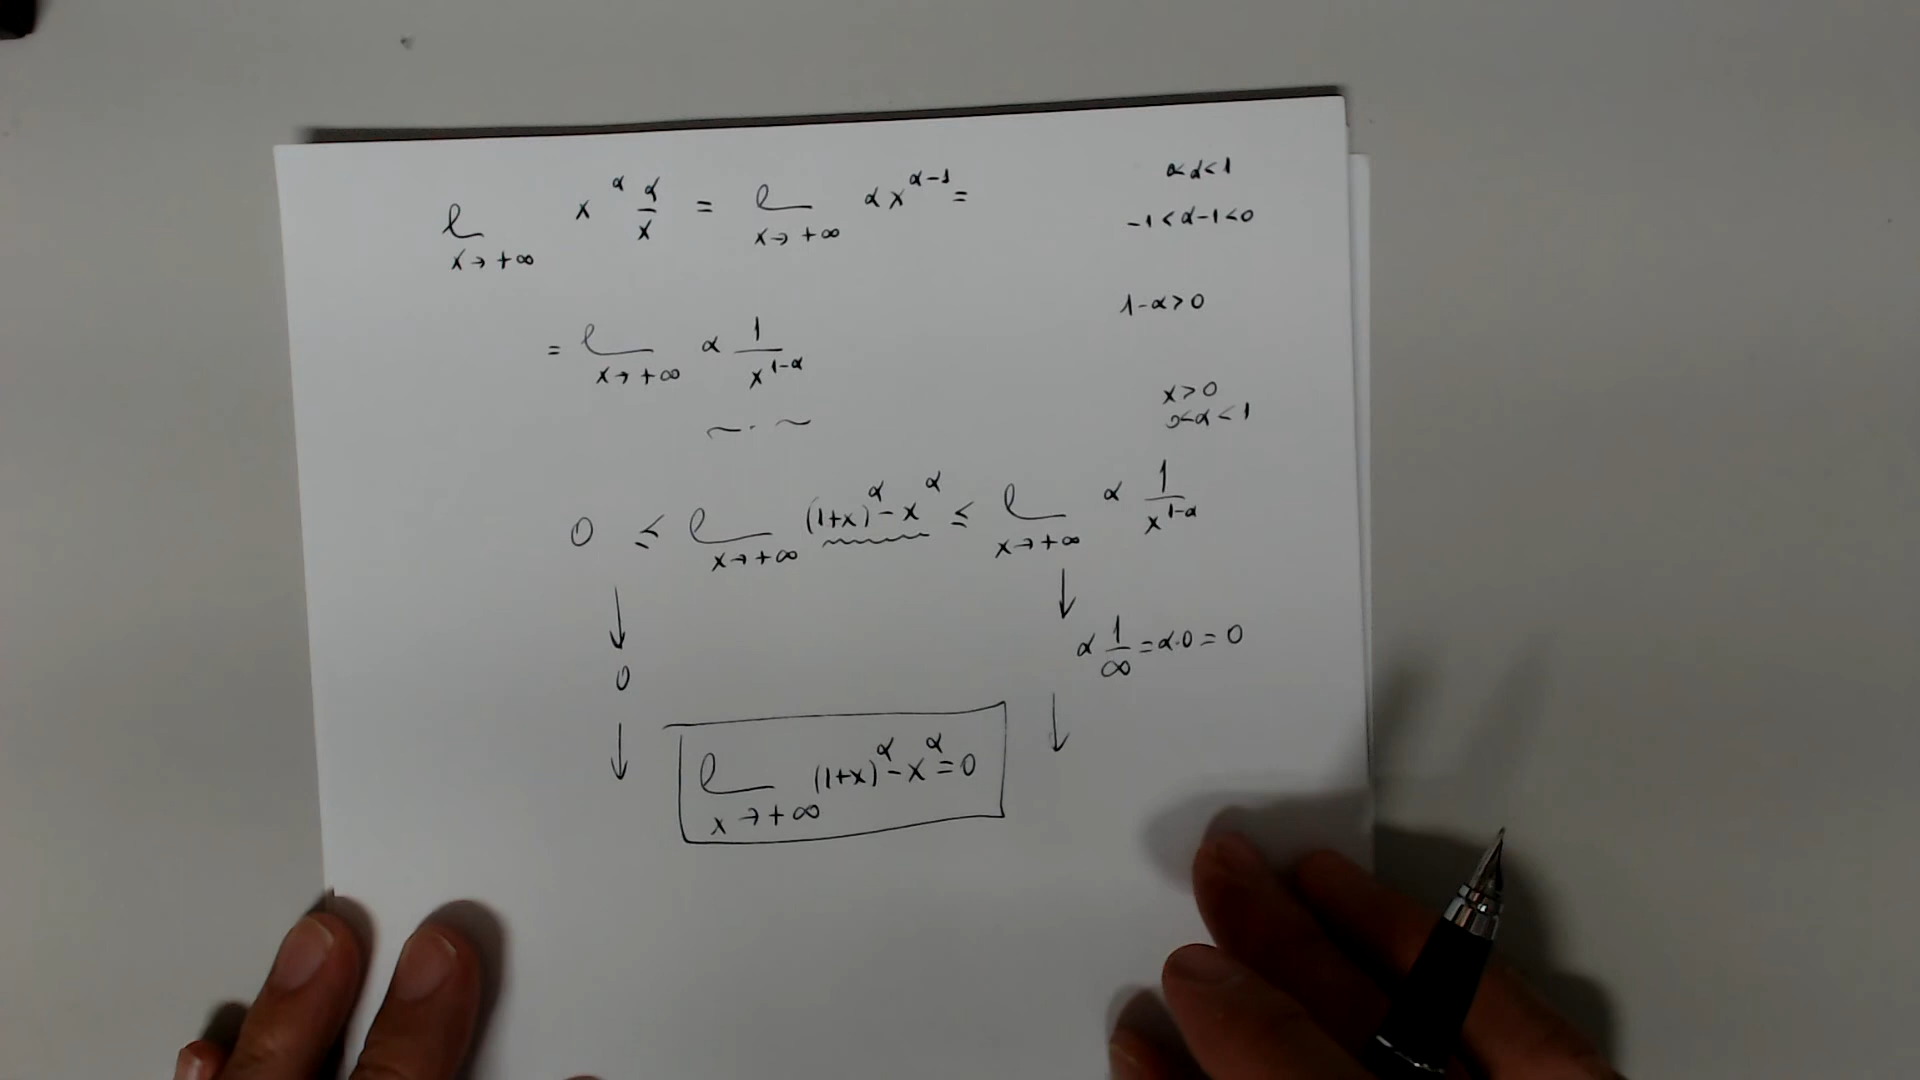 lim x→+∞ x^α α/x = lim x→+∞ α x^(α-1) =
0<α<1
-1<α-1<0
1-α>0
= lim x→+∞ α 1/x^(1-α)
x>0
0<α<1
0 ≤ lim x→+∞ (1+x)^α - x^α ≤ lim x→+∞ α 1/x^(1-α)
↓ ↓
0 α 1/∞ = α·0 = 0
↓ ↓
lim x→+∞ (1+x)^α - x^α = 0